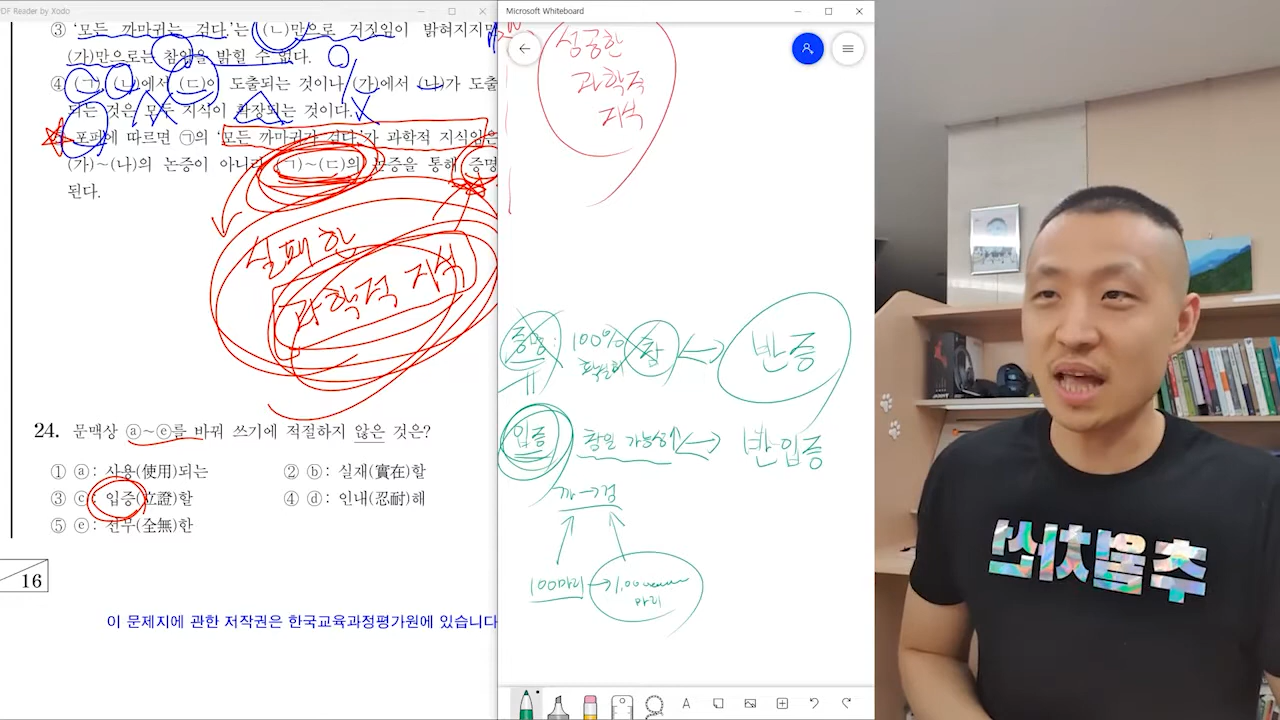 PDF Reader by Xodo
③ '모든 까마귀는 검다.'는 (ㄴ)만으로 거짓임이 밝혀지지만
(가)만으로는 참임을 밝힐 수 없다.
④ (ㄱ), (ㄴ)에서 (ㄷ)이 도출되는 것이나 (가)에서 (나)가 도출
되는 것은 모두 지식이 확장되는 것이다.
포퍼에 따르면 ㉠의 '모든 까마귀가 검다.'가 과학적 지식임은
(가)~(나)의 논증이 아니라 (ㄱ)~(ㄷ)의 논증을 통해 증명
된다.
실패한
과학적 지식
24. 문맥상 ⓐ~ⓔ를 바꿔 쓰기에 적절하지 않은 것은?
① ⓐ: 사용(使用)되는 ② ⓑ: 실재(實在)할
③ ⓒ: 입증(立證)할 ④ ⓓ: 인내(忍耐)해
⑤ ⓔ: 전무(全無)한
16
이 문제지에 관한 저작권은 한국교육과정평가원에 있습니다
Microsoft Whiteboard
성공한
과학적
지식
증명: 100% 확실히 참 ↔ 반증
입증 참일 가능성↑ ↔ 반입증
까→검
100마리 →
마리
A